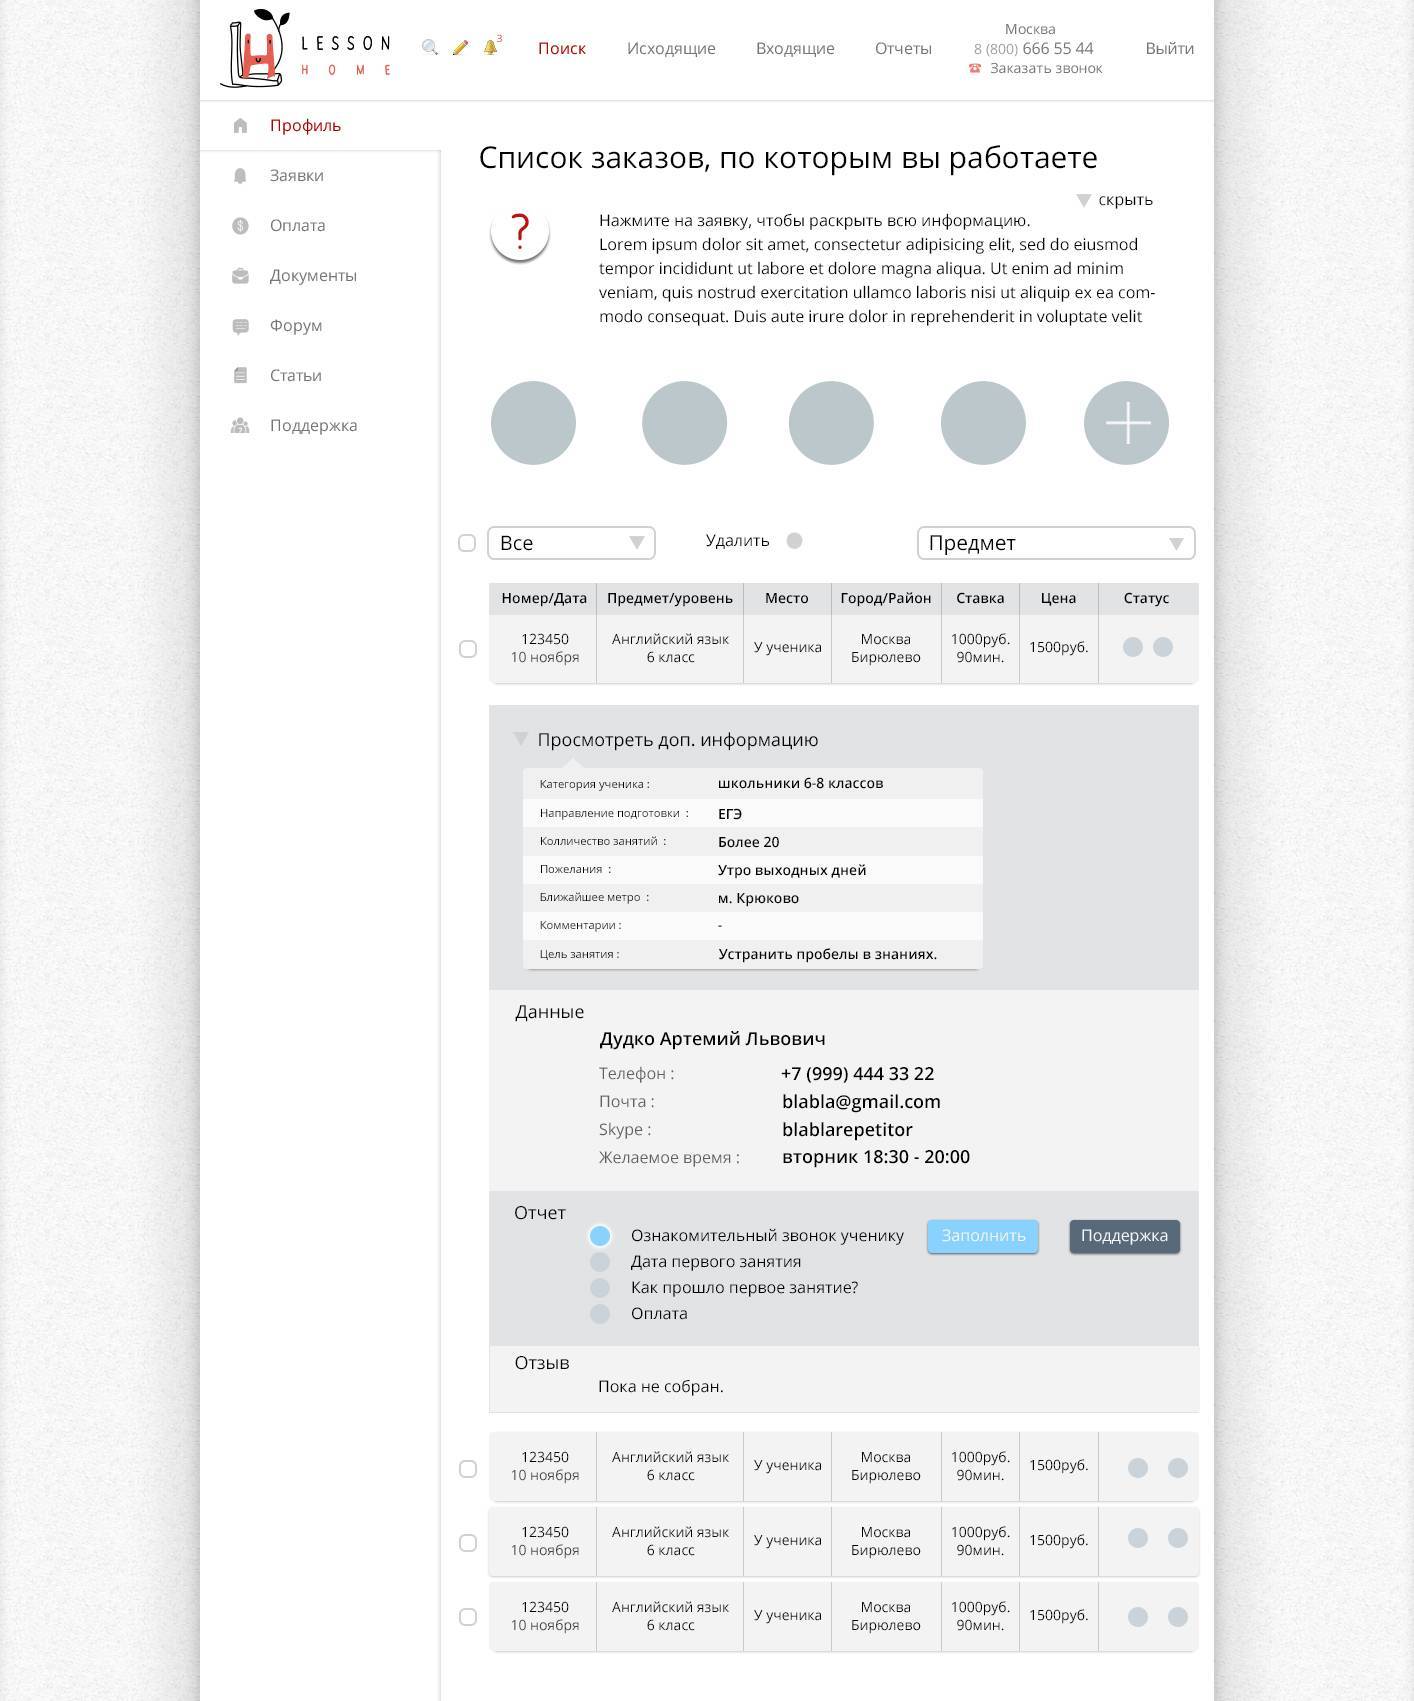 LESSON
HOME
3
Поиск
Исходящие
Входящие
Отчеты
Москва
8 (800) 666 55 44
Заказать звонок
Выйти
Профиль
Заявки
Оплата
Документы
Форум
Статьи
Поддержка
Список заказов, по которым вы работаете
скрыть
?
Нажмите на заявку, чтобы раскрыть всю информацию.
Lorem ipsum dolor sit amet, consectetur adipisicing elit, sed do eiusmod
tempor incididunt ut labore et dolore magna aliqua. Ut enim ad minim
veniam, quis nostrud exercitation ullamco laboris nisi ut aliquip ex ea com-
modo consequat. Duis aute irure dolor in reprehenderit in voluptate velit
Все
Удалить
Предмет
Номер/Дата Предмет/уровень Место Город/Район Ставка Цена Статус
123450 Английский язык У ученика Москва 1000руб. 1500руб.
10 ноября 6 класс Бирюлево 90мин.
Просмотреть доп. информацию
Категория ученика : школьники 6-8 классов
Направление подготовки : ЕГЭ
Колличество занятий : Более 20
Пожелания : Утро выходных дней
Ближайшее метро : м. Крюково
Комментарии : -
Цель занятия : Устранить пробелы в знаниях.
Данные
Дудко Артемий Львович
Телефон : +7 (999) 444 33 22
Почта : blabla@gmail.com
Skype : blablarepetitor
Желаемое время : вторник 18:30 - 20:00
Отчет
Ознакомительный звонок ученику Заполнить Поддержка
Дата первого занятия
Как прошло первое занятие?
Оплата
Отзыв
Пока не собран.
123450 Английский язык У ученика Москва 1000руб. 1500руб.
10 ноября 6 класс Бирюлево 90мин.
123450 Английский язык У ученика Москва 1000руб. 1500руб.
10 ноября 6 класс Бирюлево 90мин.
123450 Английский язык У ученика Москва 1000руб. 1500руб.
10 ноября 6 класс Бирюлево 90мин.